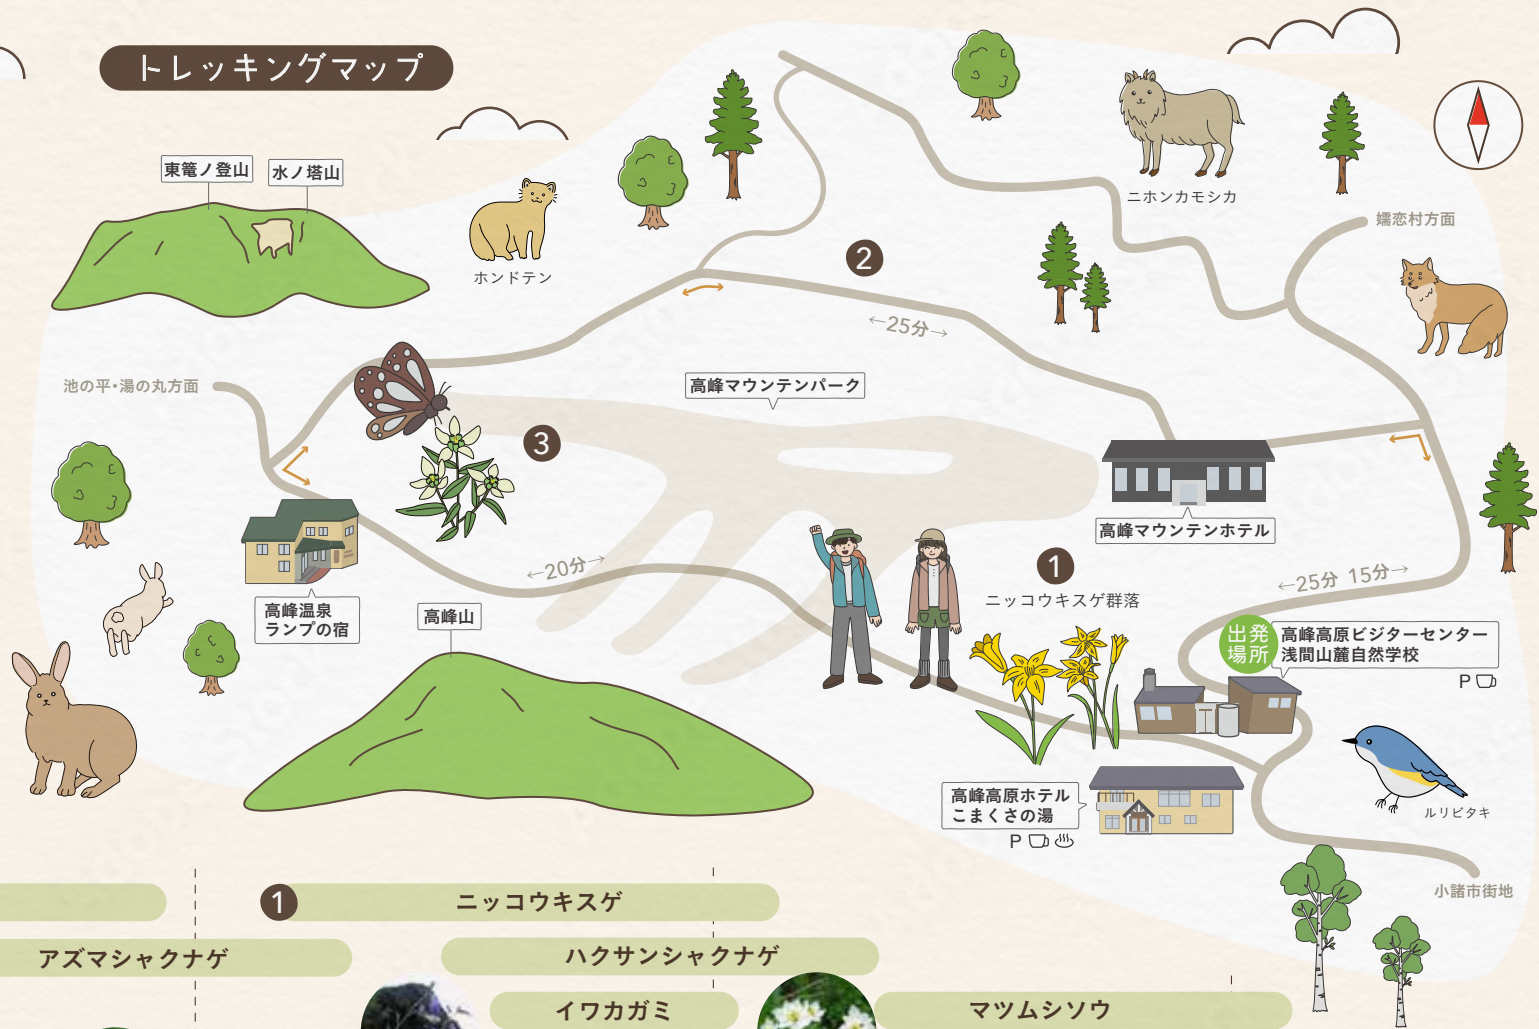 トレッキングマップ
東篭ノ登山
水ノ塔山
ホンドテン
ニホンカモシカ
嬬恋村方面
2
←25分→
池の平・湯の丸方面
高峰マウンテンパーク
3
高峰マウンテンホテル
1
ニッコウキスゲ群落
←25分 15分→
←20分→
高峰温泉
ランプの宿
高峰山
出発
場所
高峰高原ビジターセンター
浅間山麓自然学校
P
高峰高原ホテル
こまくさの湯
P
ルリビタキ
小諸市街地
1
ニッコウキスゲ
アズマシャクナゲ
ハクサンシャクナゲ
イワカガミ
マツムシソウ